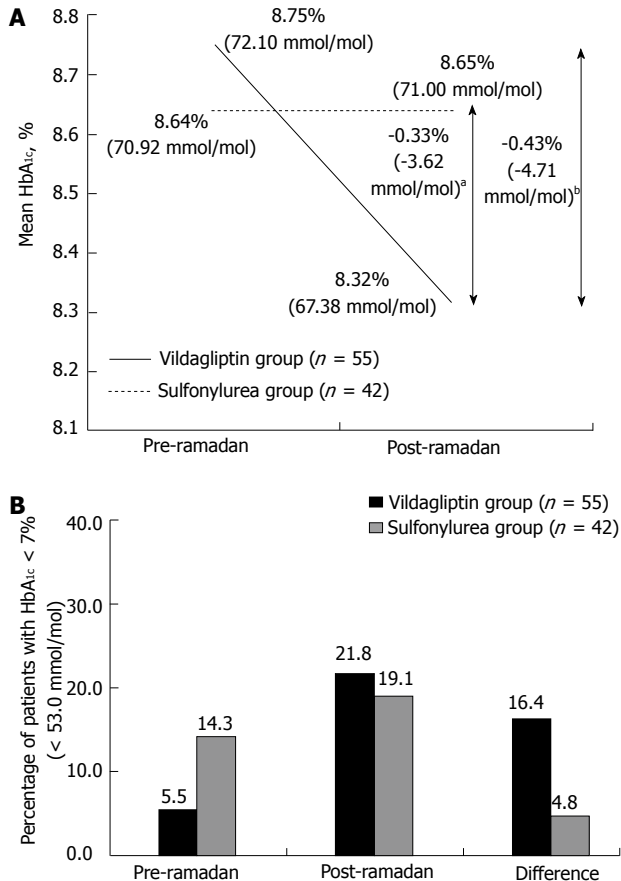 A
Mean HbA1c, %
8.8
8.7
8.6
8.5
8.4
8.3
8.2
8.1
8.75%
(72.10 mmol/mol)
8.65%
(71.00 mmol/mol)
8.64%
(70.92 mmol/mol)
-0.33%
(-3.62
mmol/mol)a
-0.43%
(-4.71
mmol/mol)b
8.32%
(67.38 mmol/mol)
Vildagliptin group (n = 55)
Sulfonylurea group (n = 42)
Pre-ramadan
Post-ramadan
B
Percentage of patients with HbA1c < 7%
(< 53.0 mmol/mol)
Vildagliptin group (n = 55)
Sulfonylurea group (n = 42)
40.0
30.0
20.0
10.0
0.0
5.5
14.3
21.8
19.1
16.4
4.8
Pre-ramadan
Post-ramadan
Difference